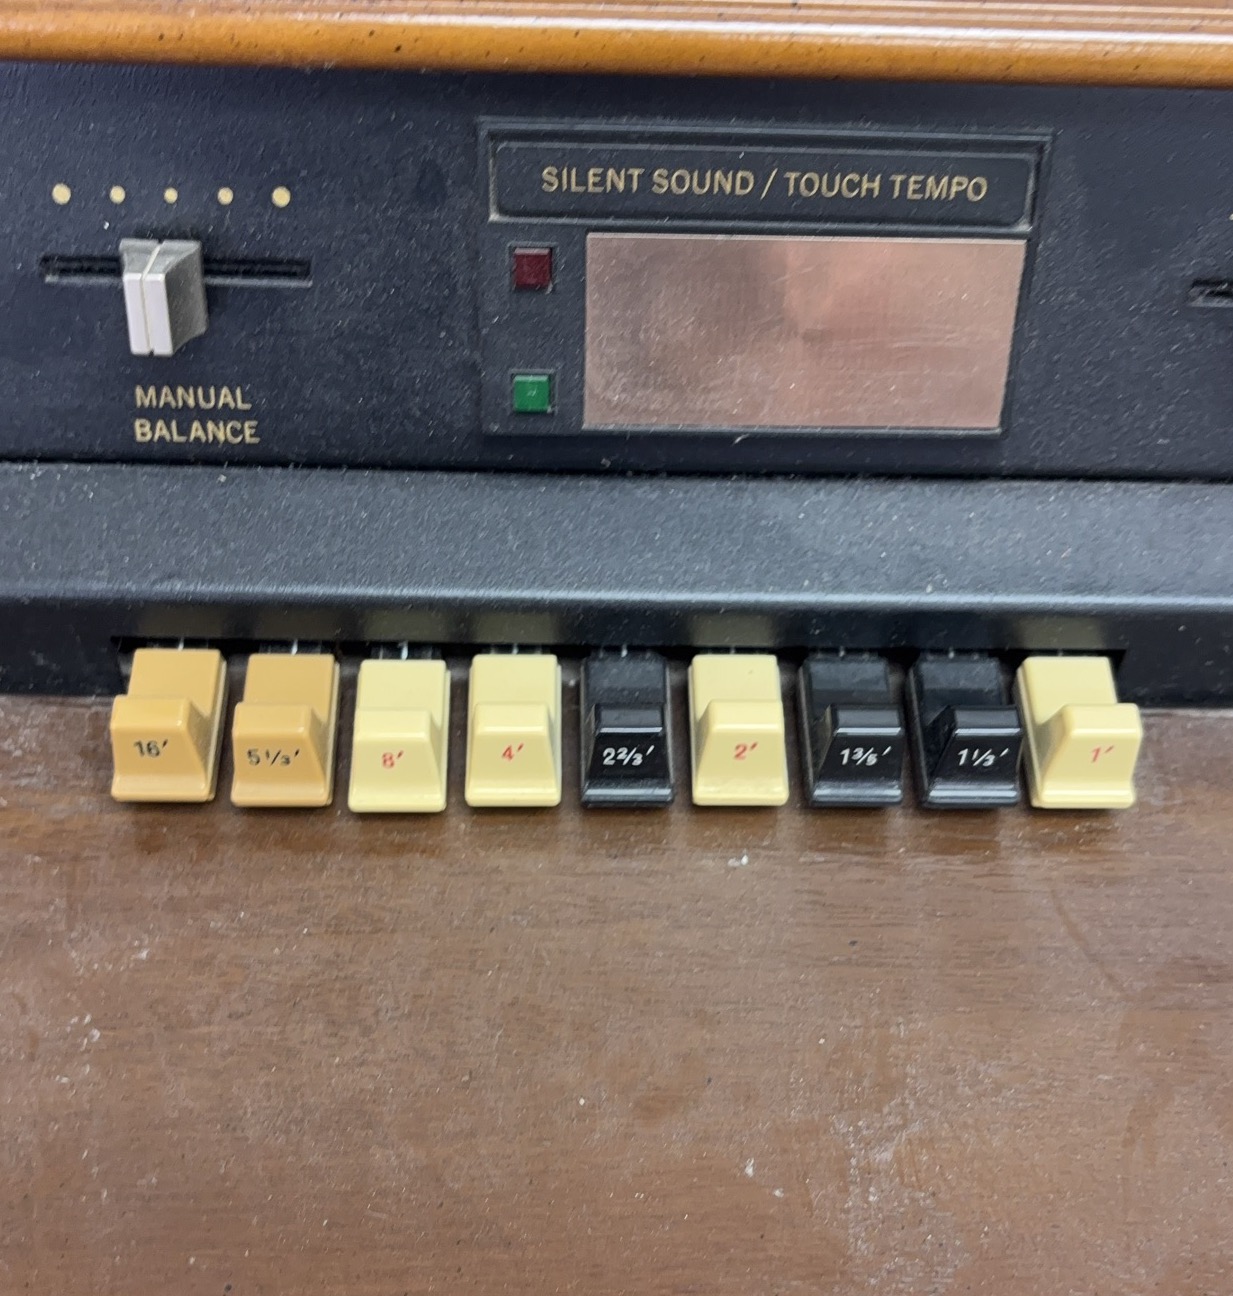 SILENT SOUND / TOUCH TEMPO
MANUAL
BALANCE
16′ 5⅓′ 8′ 4′ 2⅔′ 2′ 1⅗′ 1⅓′ 1′